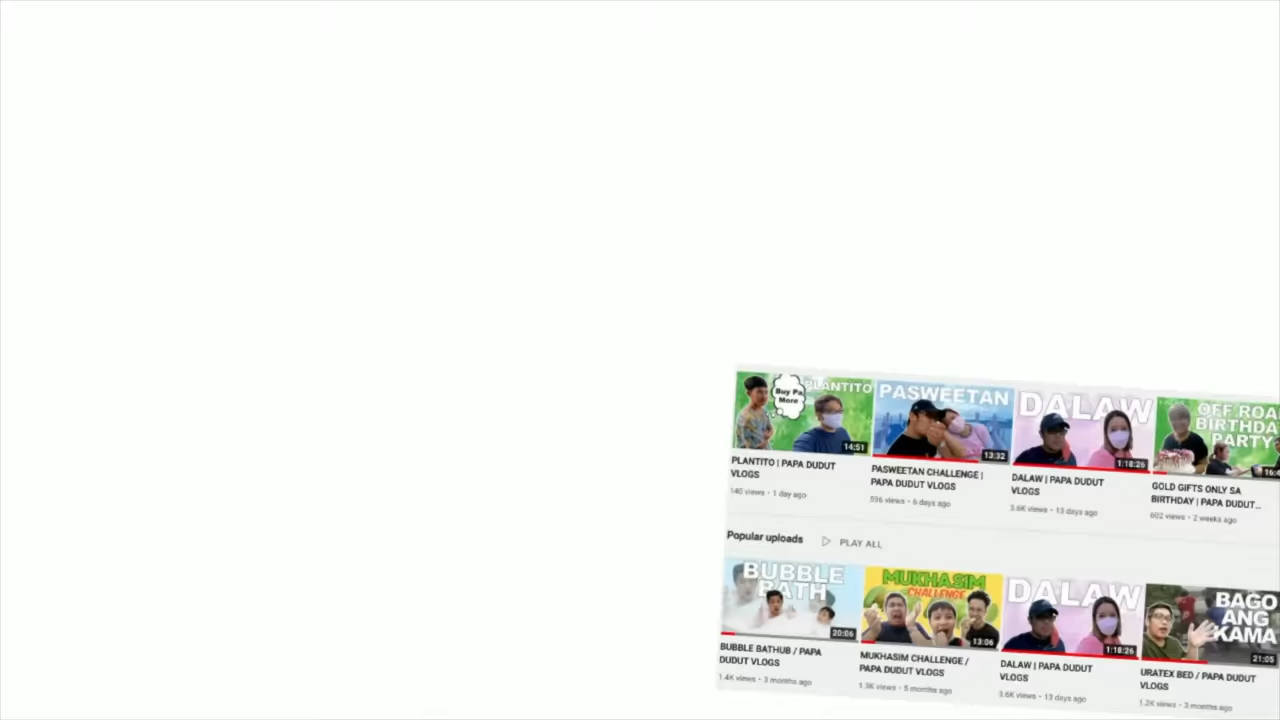 Buy Pa
More
PLANTITO
14:51
PASWEETAN
13:32
DALAW
1:18:26
OFF ROA
BIRTHDA
PARTY
16:4
PLANTITO | PAPA DUDUT
VLOGS
140 views • 1 day ago
PASWEETAN CHALLENGE |
PAPA DUDUT VLOGS
596 views • 6 days ago
DALAW | PAPA DUDUT
VLOGS
3.6K views • 13 days ago
GOLD GIFTS ONLY SA
BIRTHDAY | PAPA DUDUT...
602 views • 2 weeks ago
Popular uploads PLAY ALL
BUBBLE
BATH
20:06
MUKHASIM
CHALLENGE
13:06
DALAW
1:18:26
BAGO
ANG
KAMA
21:05
BUBBLE BATHUB / PAPA
DUDUT VLOGS
1.4K views • 3 months ago
MUKHASIM CHALLENGE /
PAPA DUDUT VLOGS
1.3K views • 5 months ago
DALAW | PAPA DUDUT
VLOGS
3.6K views • 13 days ago
URATEX BED / PAPA DUDUT
VLOGS
1.2K views • 3 months ago